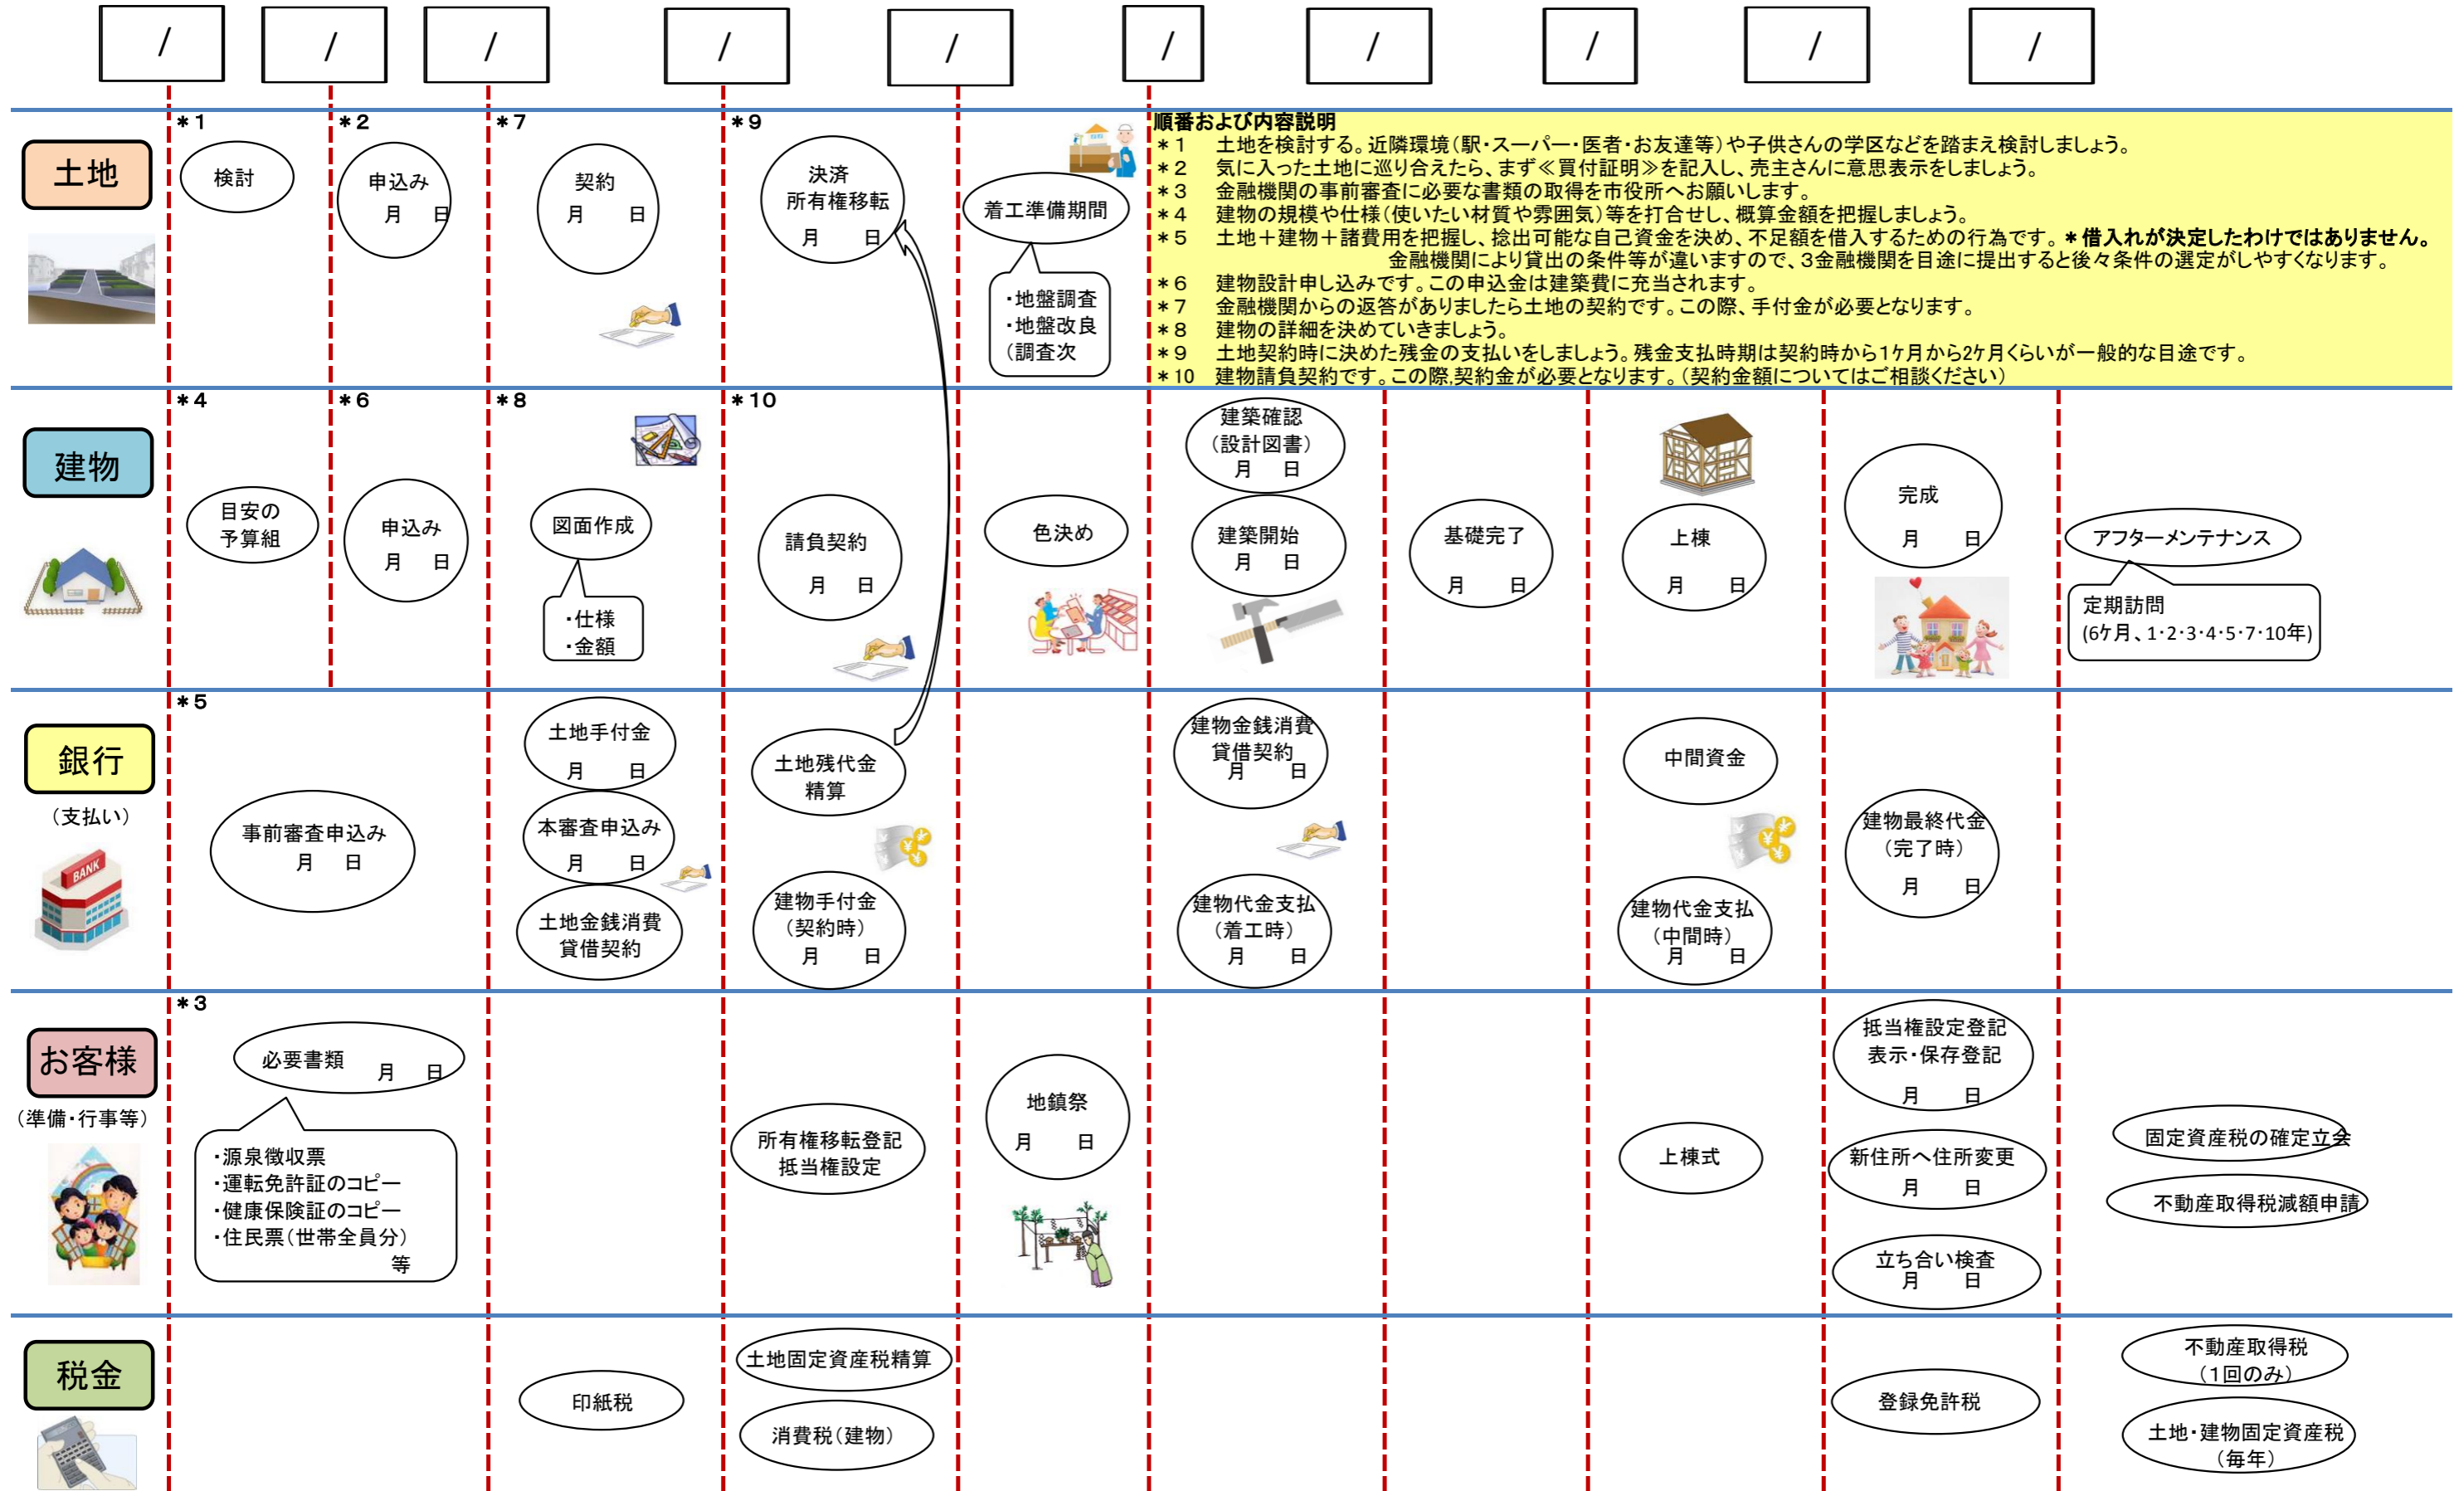 / / / / / / / / / /
土地
*1
検討
*2
申込み
月 日
*7
契約
月 日
*9
決済
所有権移転
月 日
着工準備期間
・地盤調査
・地盤改良
(調査次
順番および内容説明
*1 土地を検討する。近隣環境(駅・スーパー・医者・お友達等)や子供さんの学区などを踏まえ検討しましょう。
*2 気に入った土地に巡り合えたら、まず≪買付証明≫を記入し、売主さんに意思表示をしましょう。
*3 金融機関の事前審査に必要な書類の取得を市役所へお願いします。
*4 建物の規模や仕様(使いたい材質や雰囲気)等を打合せし、概算金額を把握しましょう。
*5 土地+建物+諸費用を把握し、捻出可能な自己資金を決め、不足額を借入するための行為です。*借入れが決定したわけではありません。
金融機関により貸出の条件等が違いますので、3金融機関を目途に提出すると後々条件の選定がしやすくなります。
*6 建物設計申し込みです。この申込金は建築費に充当されます。
*7 金融機関からの返答がありましたら土地の契約です。この際、手付金が必要となります。
*8 建物の詳細を決めていきましょう。
*9 土地契約時に決めた残金の支払いをしましょう。残金支払時期は契約時から1ケ月から2ケ月くらいが一般的な目途です。
*10 建物請負契約です。この際,契約金が必要となります。(契約金額についてはご相談ください)
建物
*4
目安の
予算組
*6
申込み
月 日
*8
図面作成
・仕様
・金額
*10
請負契約
月 日
色決め
建築確認
(設計図書)
月 日
建築開始
月 日
基礎完了
月 日
上棟
月 日
完成
月 日
アフターメンテナンス
定期訪問
(6ケ月、1・2・3・4・5・7・10年)
銀行
(支払い)
BANK
*5
事前審査申込み
月 日
土地手付金
月 日
本審査申込み
月 日
土地金銭消費
貸借契約
土地残代金
精算
建物手付金
(契約時)
月 日
建物金銭消費
貸借契約
月 日
建物代金支払
(着工時)
月 日
中間資金
建物代金支払
(中間時)
月 日
建物最終代金
(完了時)
月 日
お客様
(準備・行事等)
*3
必要書類 月 日
・源泉徴収票
・運転免許証のコピー
・健康保険証のコピー
・住民票(世帯全員分)
等
所有権移転登記
抵当権設定
地鎮祭
月 日
上棟式
抵当権設定登記
表示・保存登記
月 日
新住所へ住所変更
月 日
立ち合い検査
月 日
固定資産税の確定立会
不動産取得税減額申請
税金
印紙税
土地固定資産税精算
消費税(建物)
登録免許税
不動産取得税
(1回のみ)
土地・建物固定資産税
(毎年)